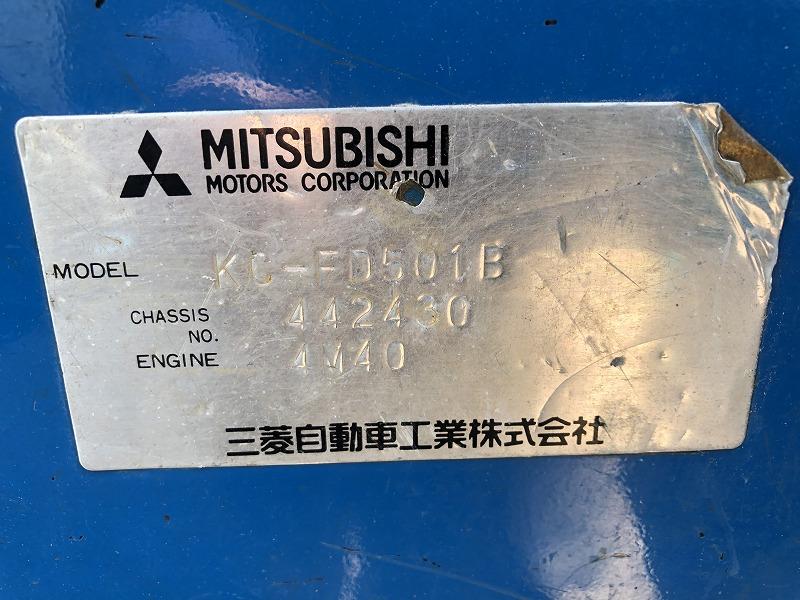 MITSUBISHI
MOTORS CORPORATION
MODEL KC-FD501B
CHASSIS NO. 442430
ENGINE 4M40
三菱自動車工業株式会社